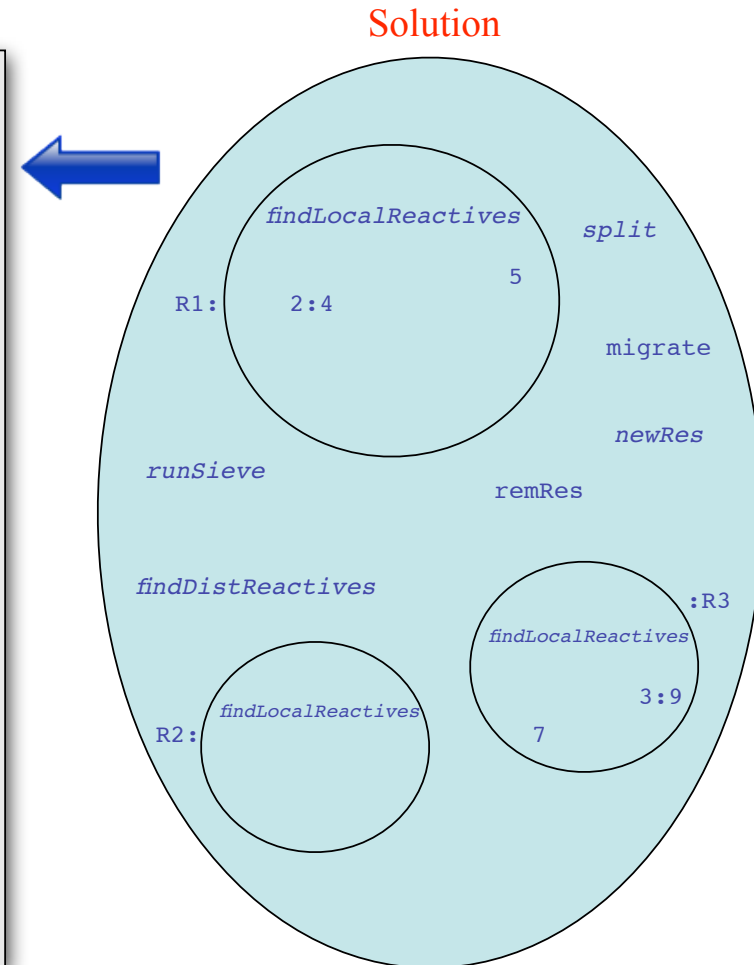 Solution
findLocalReactives
split
5
R1:
2:4
migrate
newRes
runSieve
remRes
findDistReactives
:R3
findLocalReactives
3:9
findLocalReactives
R2:
7